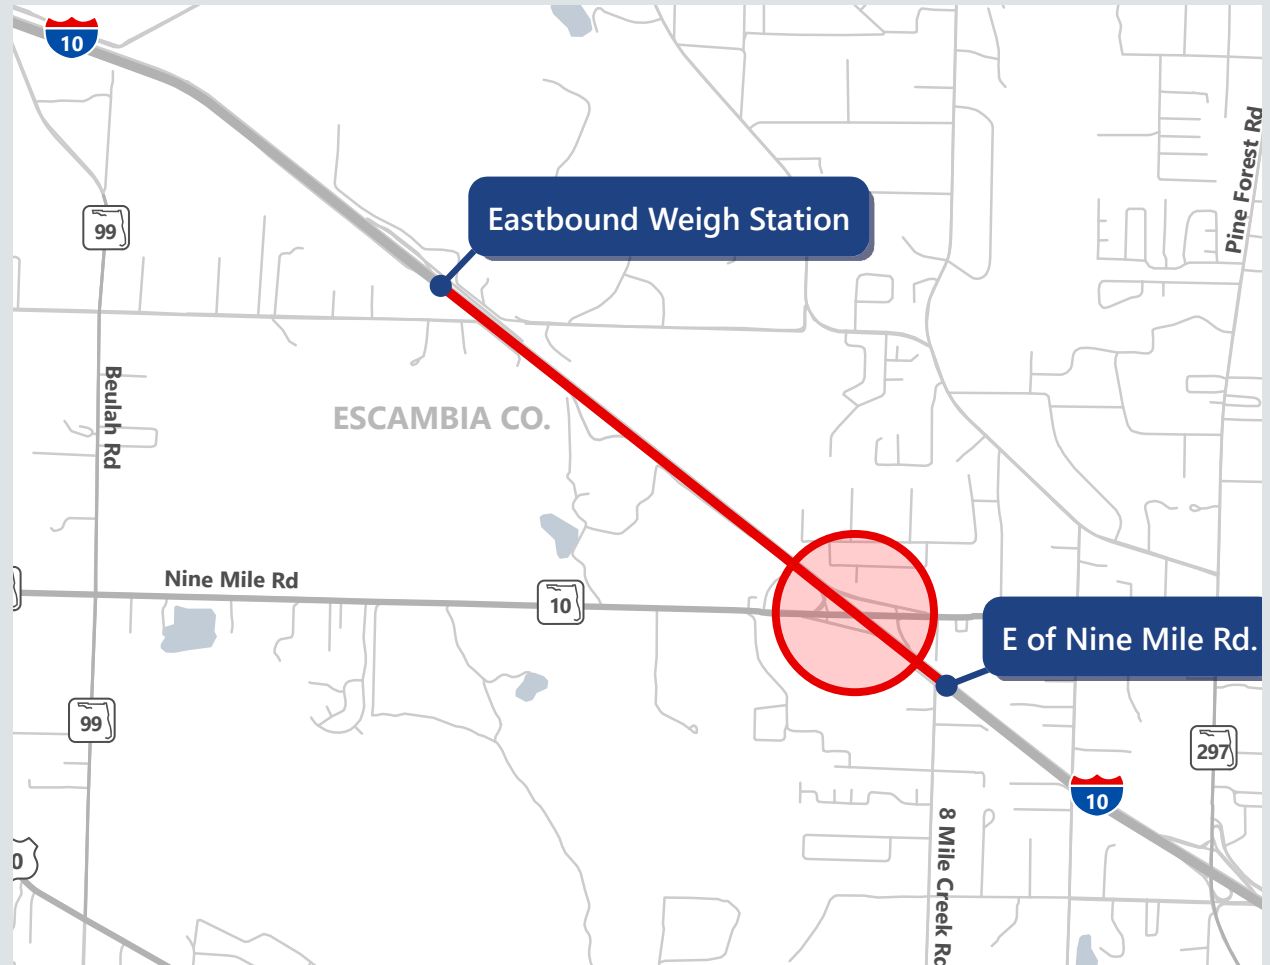 10
Pine Forest Rd
99
Eastbound Weigh Station
Beulah Rd
ESCAMBIA CO.
Nine Mile Rd
10
E of Nine Mile Rd.
99
297
10
8 Mile Creek Rd
0